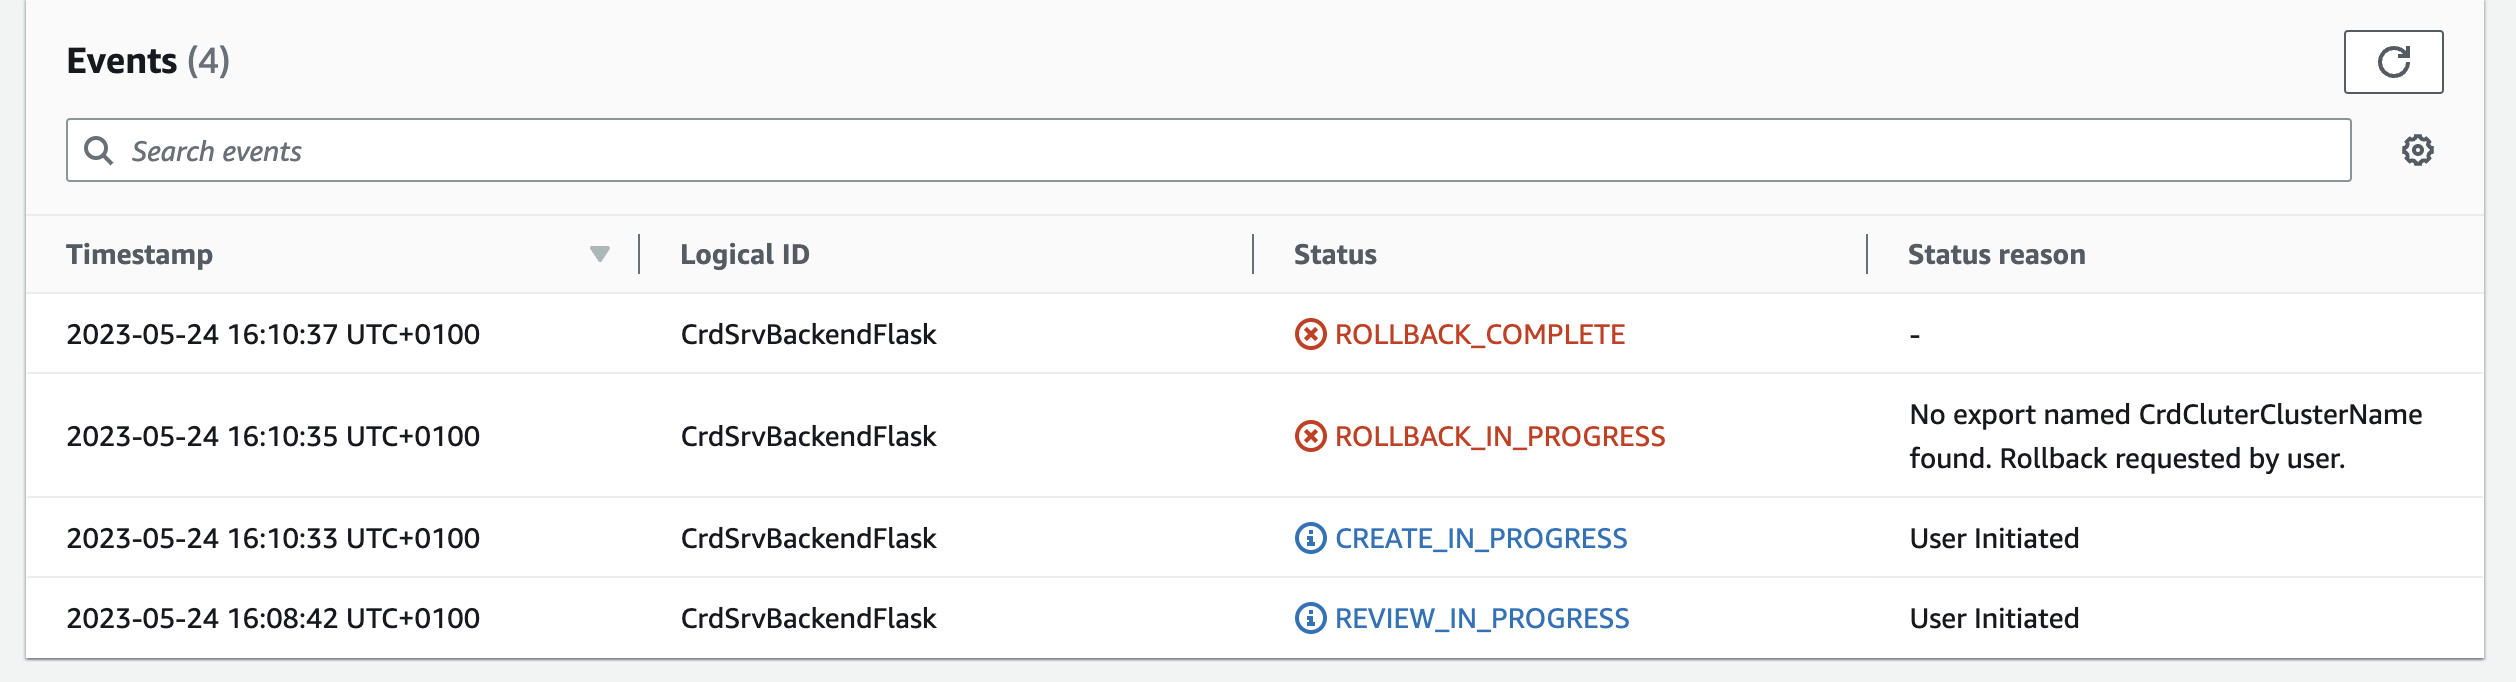 Events (4)
Search events
Timestamp Logical ID Status Status reason
2023-05-24 16:10:37 UTC+0100 CrdSrvBackendFlask ROLLBACK_COMPLETE -
2023-05-24 16:10:35 UTC+0100 CrdSrvBackendFlask ROLLBACK_IN_PROGRESS No export named CrdCluterClusterName
found. Rollback requested by user.
2023-05-24 16:10:33 UTC+0100 CrdSrvBackendFlask CREATE_IN_PROGRESS User Initiated
2023-05-24 16:08:42 UTC+0100 CrdSrvBackendFlask REVIEW_IN_PROGRESS User Initiated